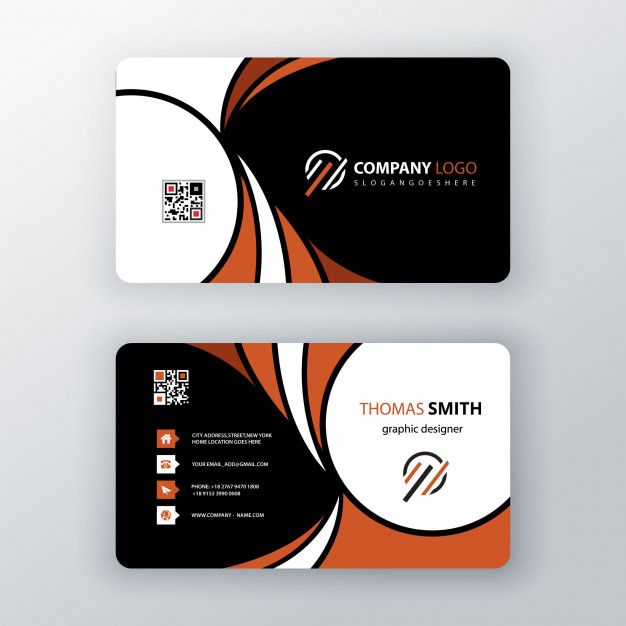 COMPANY LOGO
SLOGANGOESHERE
THOMAS SMITH
graphic designer
CITY ADDRESS,STREET,NEW YORK
HOME LOCATION GOES HERE
YOUR EMAIL_ADD@GAMAIL.COM
PHONE: +18 2767 9470 1808
+18 9153 3990 0008
WWW.COMPANY - NAME.COM